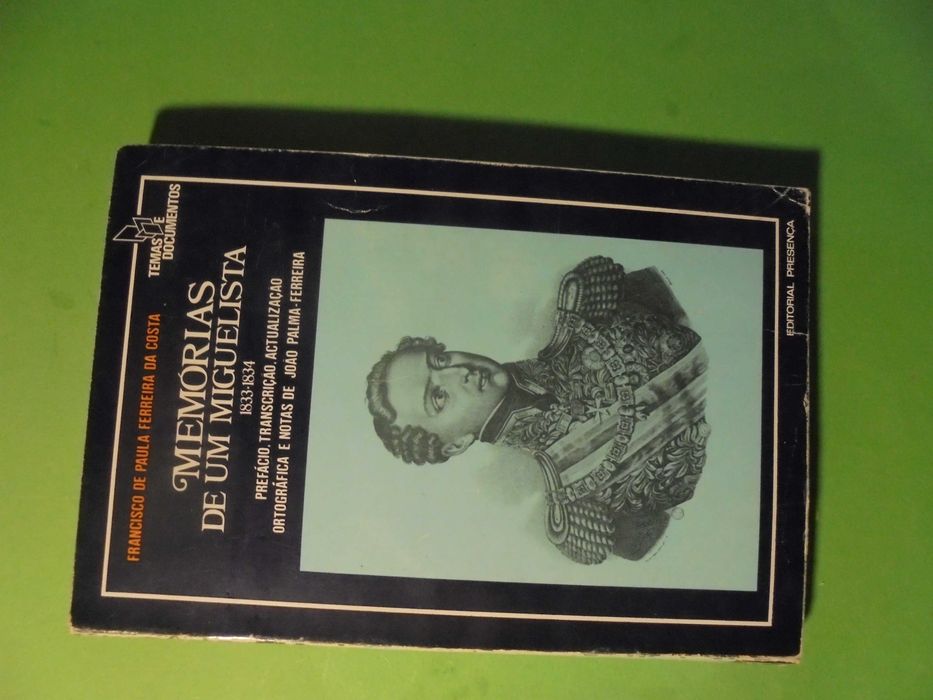 FRANCISCO DE PAULA FERREIRA DA COSTA
TEMAS E
DOCUMENTOS
MEMÓRIAS
DE UM MIGUELISTA
1833-1834
PREFÁCIO. TRANSCRIÇÃO. ACTUALIZAÇÃO
ORTOGRÁFICA E NOTAS DE JOÃO PALMA-FERREIRA
EDITORIAL PRESENÇA